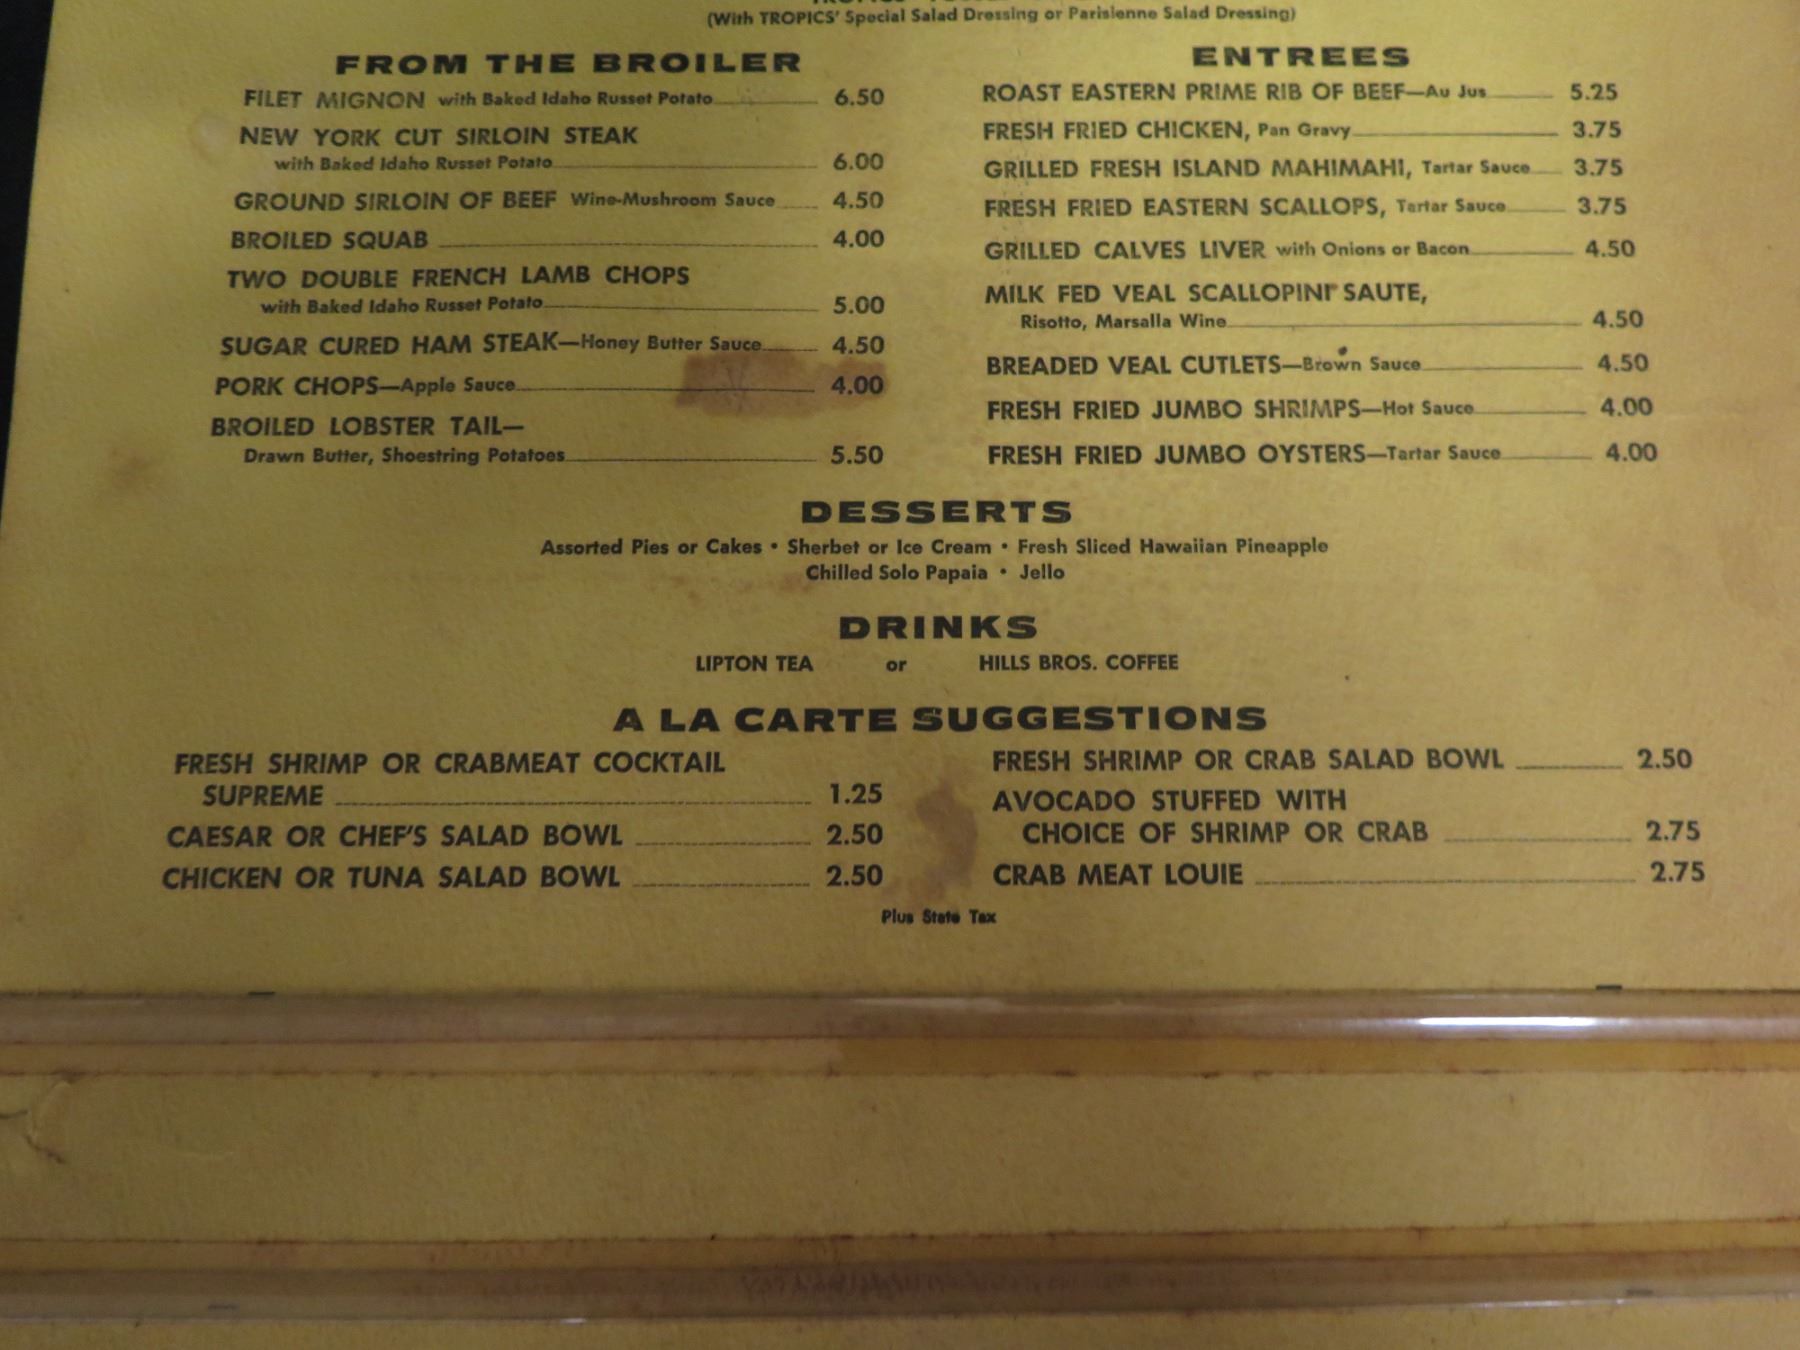 TROPICS'
(With TROPICS' Special Salad Dressing or Parisienne Salad Dressing)
FROM THE BROILER
FILET MIGNON with Baked Idaho Russet Potato 6.50
NEW YORK CUT SIRLOIN STEAK
with Baked Idaho Russet Potato 6.00
GROUND SIRLOIN OF BEEF Wine-Mushroom Sauce 4.50
BROILED SQUAB 4.00
TWO DOUBLE FRENCH LAMB CHOPS
with Baked Idaho Russet Potato 5.00
SUGAR CURED HAM STEAK—Honey Butter Sauce 4.50
PORK CHOPS—Apple Sauce 4.00
BROILED LOBSTER TAIL—
Drawn Butter, Shoestring Potatoes 5.50
ENTREES
ROAST EASTERN PRIME RIB OF BEEF—Au Jus 5.25
FRESH FRIED CHICKEN, Pan Gravy 3.75
GRILLED FRESH ISLAND MAHIMAHI, Tartar Sauce 3.75
FRESH FRIED EASTERN SCALLOPS, Tartar Sauce 3.75
GRILLED CALVES LIVER with Onions or Bacon 4.50
MILK FED VEAL SCALLOPINI SAUTE,
Risotto, Marsalla Wine 4.50
BREADED VEAL CUTLETS—Brown Sauce 4.50
FRESH FRIED JUMBO SHRIMPS—Hot Sauce 4.00
FRESH FRIED JUMBO OYSTERS—Tartar Sauce 4.00
DESSERTS
Assorted Pies or Cakes • Sherbet or Ice Cream • Fresh Sliced Hawaiian Pineapple
Chilled Solo Papaia • Jello
DRINKS
LIPTON TEA or HILLS BROS. COFFEE
A LA CARTE SUGGESTIONS
FRESH SHRIMP OR CRABMEAT COCKTAIL
SUPREME 1.25
CAESAR OR CHEF'S SALAD BOWL 2.50
CHICKEN OR TUNA SALAD BOWL 2.50
FRESH SHRIMP OR CRAB SALAD BOWL 2.50
AVOCADO STUFFED WITH
CHOICE OF SHRIMP OR CRAB 2.75
CRAB MEAT LOUIE 2.75
Plus State Tax